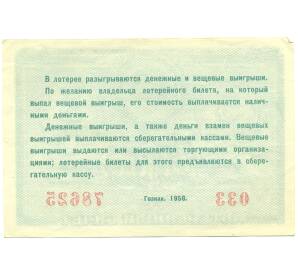 В лотерее разыгрываются денежные и вещевые выигрыши.
По желанию владельца лотерейного билета, на который
выпал вещевой выигрыш, его стоимость выплачивается налич-
ными деньгами.
Денежные выигрыши, а также деньги взамен вещевых
выигрышей выплачиваются сберегательными кассами. Вещевые
выигрыши выдаются или высылаются торгующими организа-
циями; лотерейные билеты для этого предъявляются в сбере-
гательную кассу.
Гознак. 1958.
78625
033